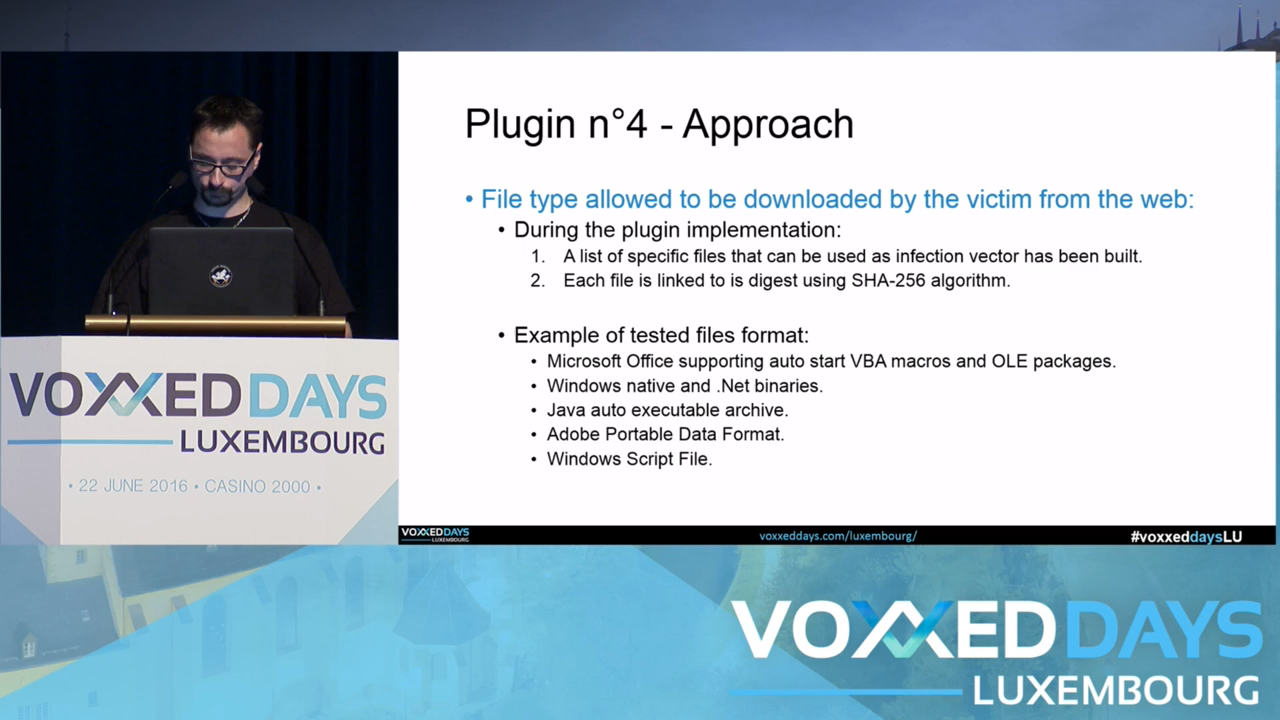 Plugin n°4 - Approach
• File type allowed to be downloaded by the victim from the web:
• During the plugin implementation:
1. A list of specific files that can be used as infection vector has been built.
2. Each file is linked to is digest using SHA-256 algorithm.
• Example of tested files format:
• Microsoft Office supporting auto start VBA macros and OLE packages.
• Windows native and .Net binaries.
• Java auto executable archive.
• Adobe Portable Data Format.
• Windows Script File.
VOXXED DAYS
LUXEMBOURG
• 22 JUNE 2016 • CASINO 2000 •
VOXXEDDAYS
LUXEMBOURG
voxxeddays.com/luxembourg/
#voxxeddaysLU
VOXXED DAYS
LUXEMBOURG